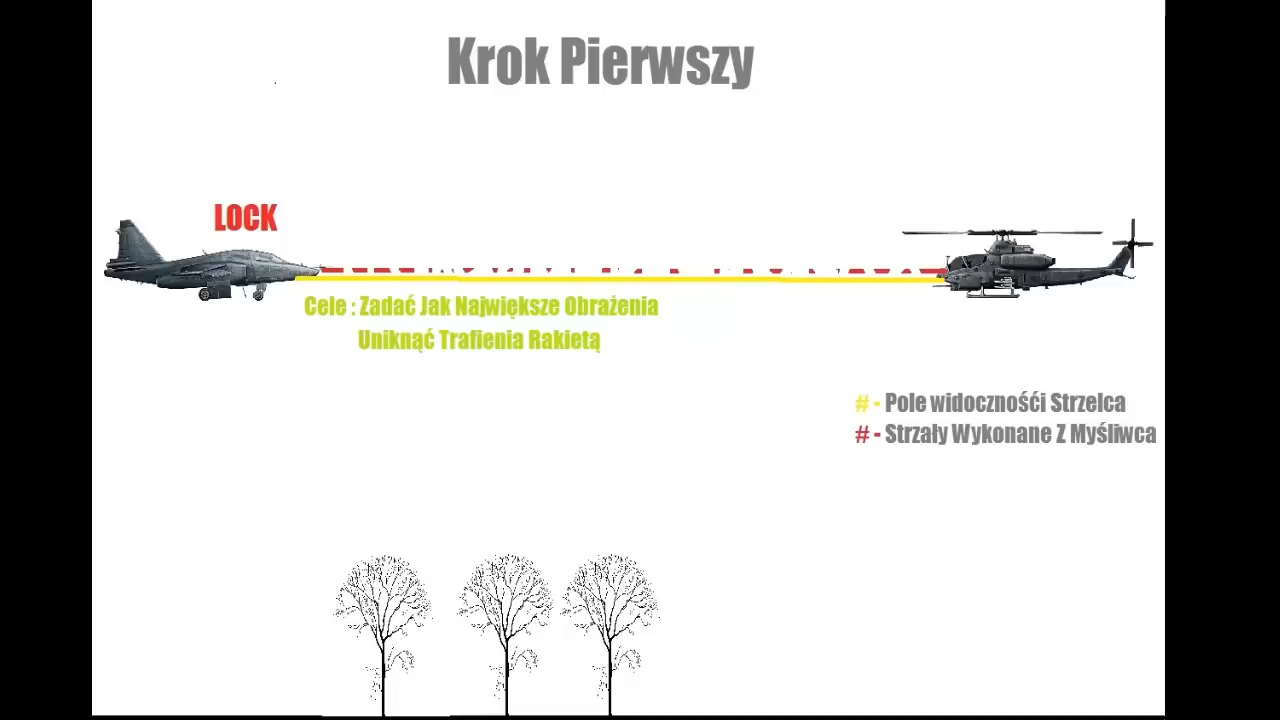 Krok Pierwszy
LOCK
Cele : Zadać Jak Największe Obrażenia
Uniknąć Trafienia Rakietą
# - Pole widocznośći Strzelca
# - Strzały Wykonane Z Myśliwca